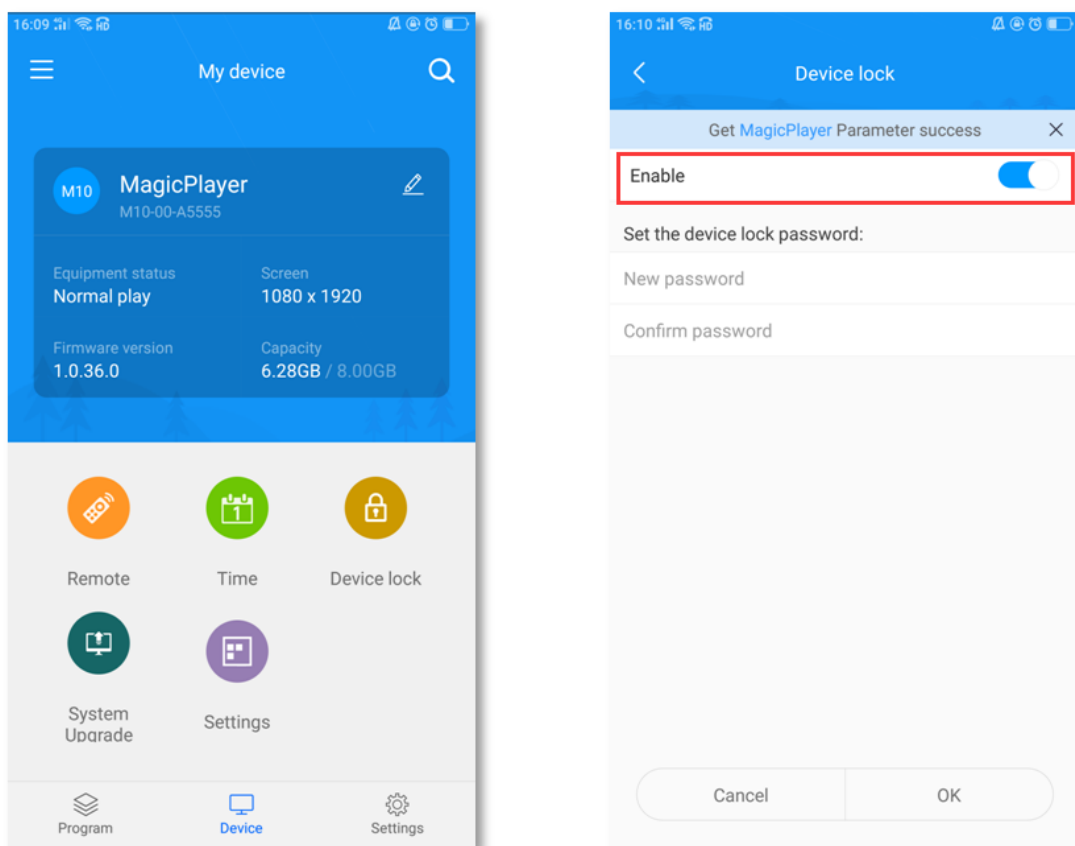 16:09
My device
M10
MagicPlayer
M10-00-A5555
Equipment status
Screen
Normal play
1080 x 1920
Firmware version
Capacity
1.0.36.0
6.28GB / 8.00GB
1
Remote
Time
Device lock
System
Upgrade
Settings
Program
Device
Settings
16:10
Device lock
Get MagicPlayer Parameter success
Enable
Set the device lock password:
New password
Confirm password
Cancel
OK